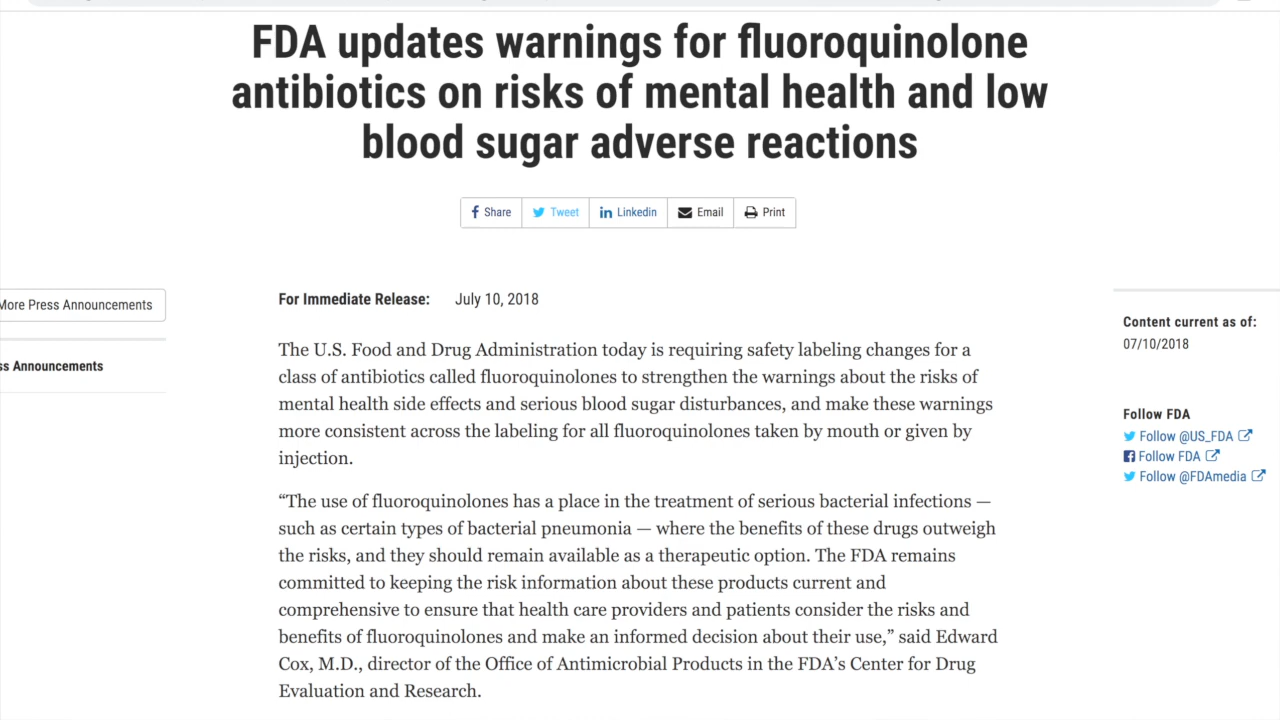 FDA updates warnings for fluoroquinolone
antibiotics on risks of mental health and low
blood sugar adverse reactions
Share Tweet Linkedin Email Print
More Press Announcements
ss Announcements
For Immediate Release: July 10, 2018
The U.S. Food and Drug Administration today is requiring safety labeling changes for a
class of antibiotics called fluoroquinolones to strengthen the warnings about the risks of
mental health side effects and serious blood sugar disturbances, and make these warnings
more consistent across the labeling for all fluoroquinolones taken by mouth or given by
injection.
“The use of fluoroquinolones has a place in the treatment of serious bacterial infections —
such as certain types of bacterial pneumonia — where the benefits of these drugs outweigh
the risks, and they should remain available as a therapeutic option. The FDA remains
committed to keeping the risk information about these products current and
comprehensive to ensure that health care providers and patients consider the risks and
benefits of fluoroquinolones and make an informed decision about their use,” said Edward
Cox, M.D., director of the Office of Antimicrobial Products in the FDA’s Center for Drug
Evaluation and Research.
Content current as of:
07/10/2018
Follow FDA
Follow @US_FDA
Follow FDA
Follow @FDAmedia